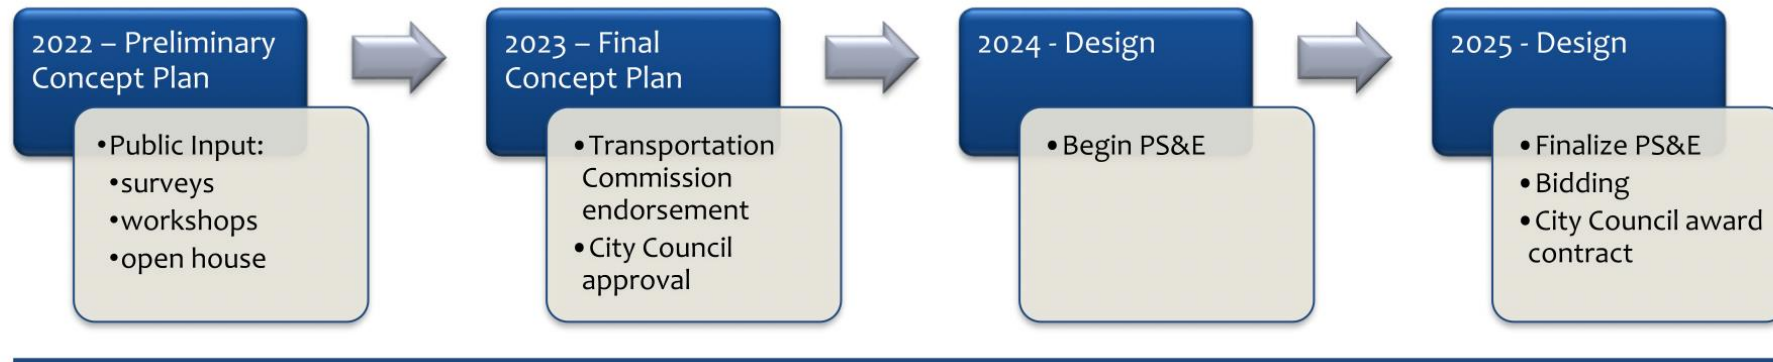 2022 – Preliminary
Concept Plan
•Public Input:
•surveys
•workshops
•open house
2023 – Final
Concept Plan
•Transportation
Commission
endorsement
•City Council
approval
2024 - Design
•Begin PS&E
2025 - Design
•Finalize PS&E
•Bidding
•City Council award
contract